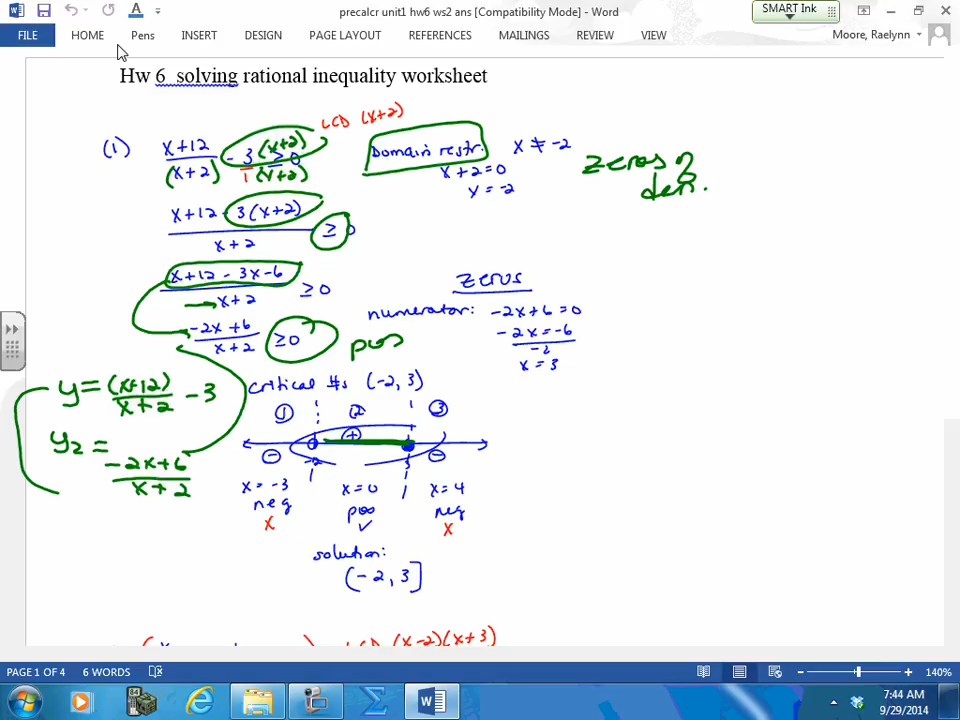 precalcr unit1 hw6 ws2 ans [Compatibility Mode] - Word
SMART Ink
FILE HOME Pens INSERT DESIGN PAGE LAYOUT REFERENCES MAILINGS REVIEW VIEW Moore, Raelynn
Hw 6 solving rational inequality worksheet
LCD (x+2)
(1) x+12/(x+2) - 3/1 (x+2)/(x+2) ≥ 0
Domain restr. x ≠ -2
x+2=0
x = -2
zeros of
den.
x+12 - 3(x+2)/x+2 ≥ 0
x+12 - 3x-6/x+2 ≥ 0
zeros
numerator: -2x+6=0
-2x=-6
-2
x=3
-2x+6/x+2 ≥0 pos
y=(x+12)/x+2 - 3
y2 = -2x+6/x+2
critical #s (-2, 3)
1 2 3
- + -
-2 3
x=-3 x=0 x=4
neg pos neg
x ✓ x
solution:
(-2, 3]
LCD (x-2)(x+3)
PAGE 1 OF 4 6 WORDS 140%
7:44 AM
9/29/2014